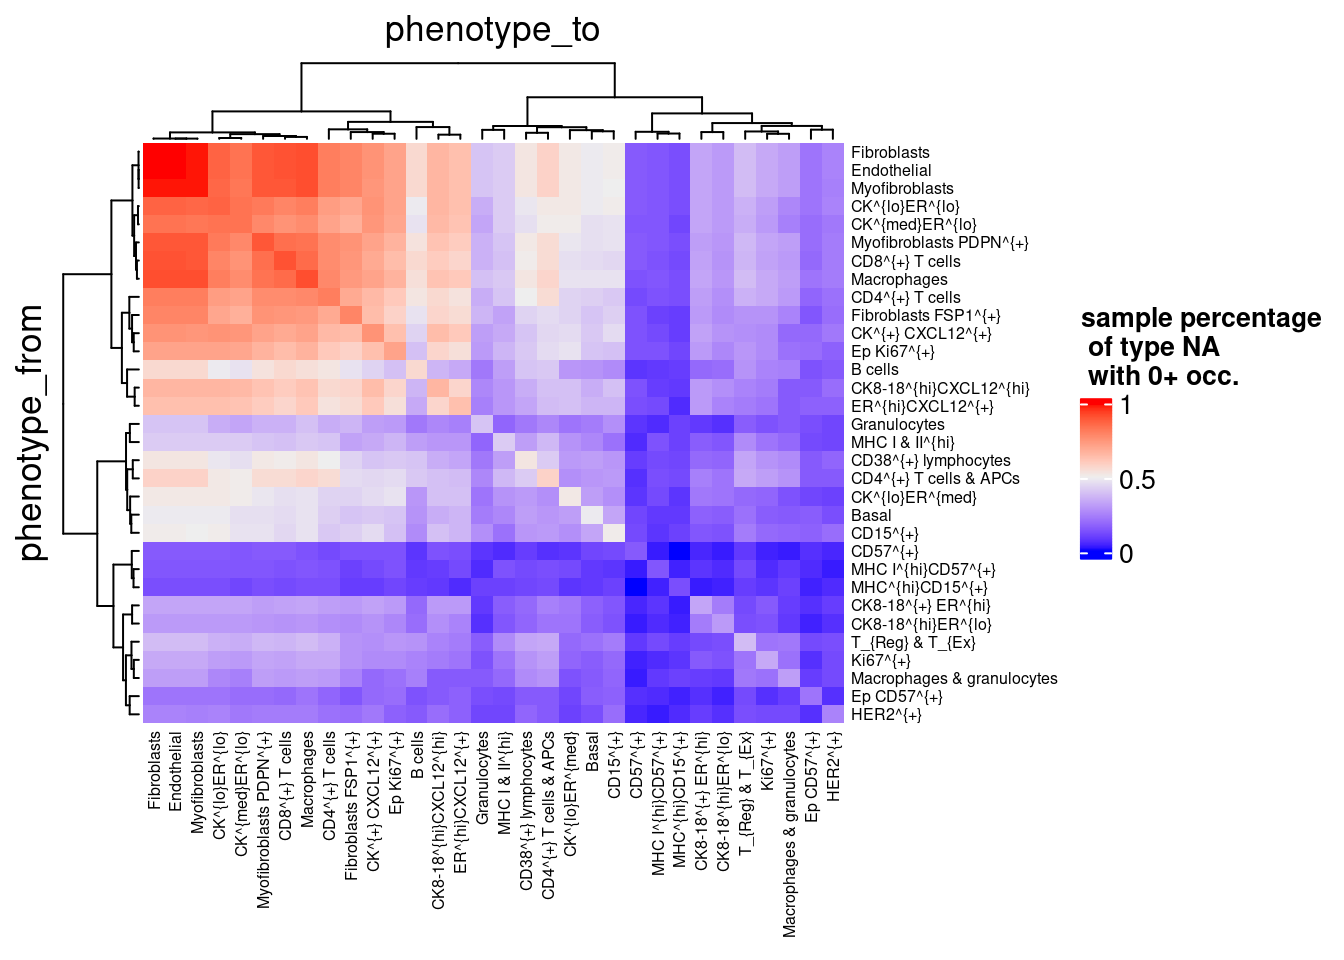 phenotype_to
phenotype_from
Fibroblasts
Endothelial
Myofibroblasts
CK^{lo}ER^{lo}
CK^{med}ER^{lo}
Myofibroblasts PDPN^{+}
CD8^{+} T cells
Macrophages
CD4^{+} T cells
Fibroblasts FSP1^{+}
CK^{+} CXCL12^{+}
Ep Ki67^{+}
B cells
CK8-18^{hi}CXCL12^{hi}
ER^{hi}CXCL12^{+}
Granulocytes
MHC I & II^{hi}
CD38^{+} lymphocytes
CD4^{+} T cells & APCs
CK^{lo}ER^{med}
Basal
CD15^{+}
CD57^{+}
MHC I^{hi}CD57^{+}
MHC^{hi}CD15^{+}
CK8-18^{+} ER^{hi}
CK8-18^{hi}ER^{lo}
T_{Reg} & T_{Ex}
Ki67^{+}
Macrophages & granulocytes
Ep CD57^{+}
HER2^{+}
Fibroblasts
Endothelial
Myofibroblasts
CK^{lo}ER^{lo}
CK^{med}ER^{lo}
Myofibroblasts PDPN^{+}
CD8^{+} T cells
Macrophages
CD4^{+} T cells
Fibroblasts FSP1^{+}
CK^{+} CXCL12^{+}
Ep Ki67^{+}
B cells
CK8-18^{hi}CXCL12^{hi}
ER^{hi}CXCL12^{+}
Granulocytes
MHC I & II^{hi}
CD38^{+} lymphocytes
CD4^{+} T cells & APCs
CK^{lo}ER^{med}
Basal
CD15^{+}
CD57^{+}
MHC I^{hi}CD57^{+}
MHC^{hi}CD15^{+}
CK8-18^{+} ER^{hi}
CK8-18^{hi}ER^{lo}
T_{Reg} & T_{Ex}
Ki67^{+}
Macrophages & granulocytes
Ep CD57^{+}
HER2^{+}
sample percentage
of type NA
with 0+ occ.
1
0.5
0